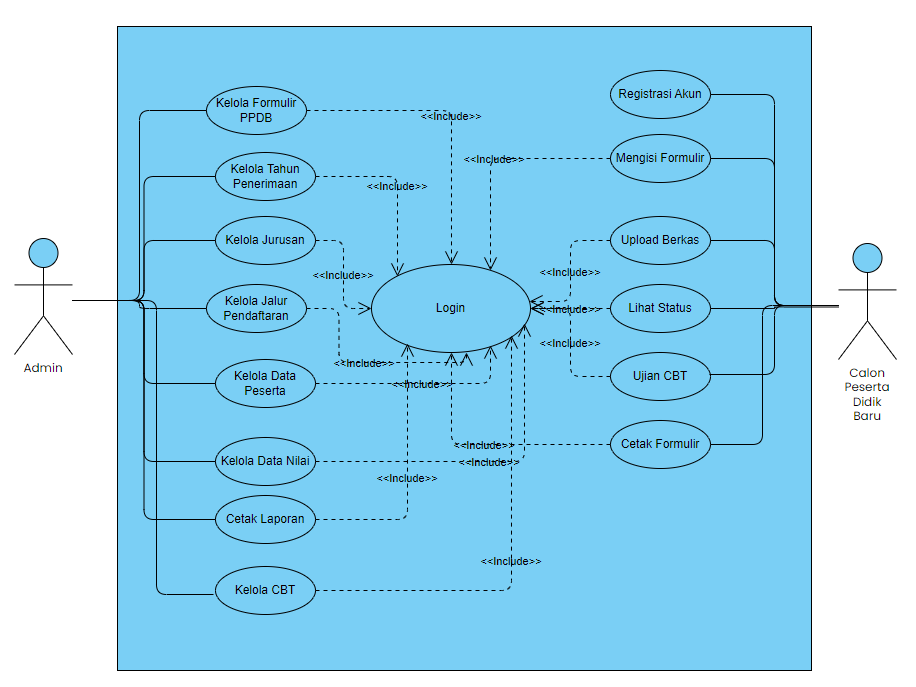 Kelola Formulir
PPDB
<<Include>>
Registrasi Akun
Kelola Tahun
Penerimaan
<<Include>>
<<Include>>
Mengisi Formulir
Kelola Jurusan
<<Include>>
<<Include>>
Upload Berkas
Kelola Jalur
Pendaftaran
Login
<<Include>>
Lihat Status
<<Include>>
<<Include>>
Ujian CBT
Kelola Data
Peserta
<<Include>>
<<Include>>
Cetak Formulir
Kelola Data Nilai
<<Include>>
<<Include>>
Cetak Laporan
<<Include>>
Kelola CBT
Admin
Calon
Peserta
Didik
Baru